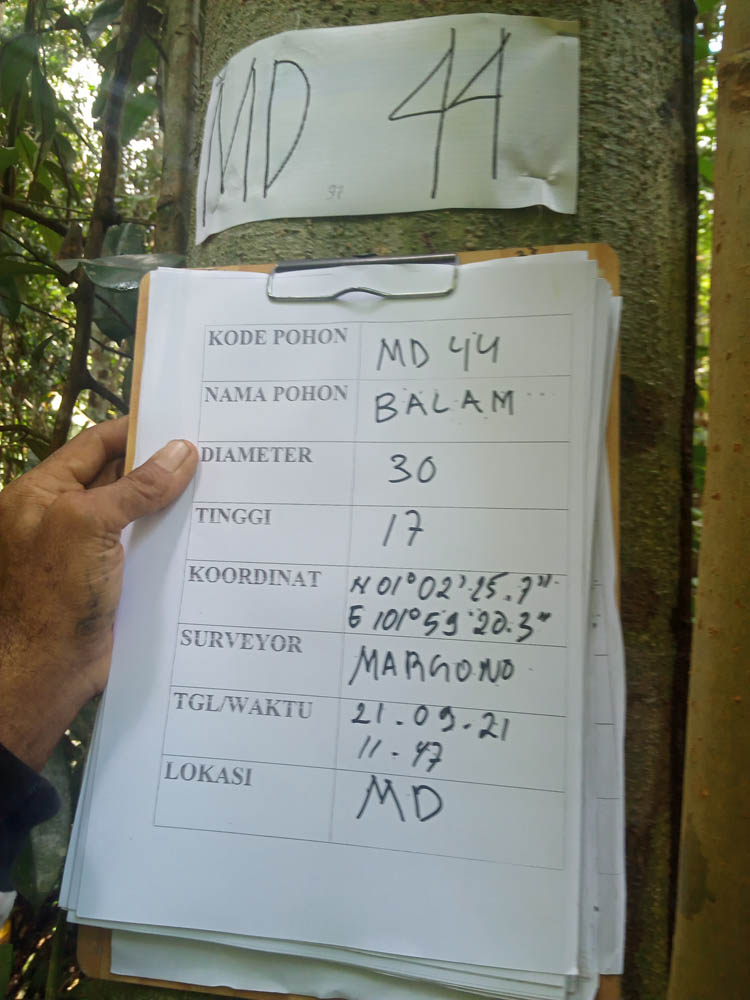 MD 44
97
KODE POHON MD 44
NAMA POHON BALAM
DIAMETER 30
TINGGI 17
KOORDINAT N 01° 02' 25.7"
E 101° 59' 20.3"
SURVEYOR MARGONO
TGL/WAKTU 21.09.21
11.47
LOKASI MD